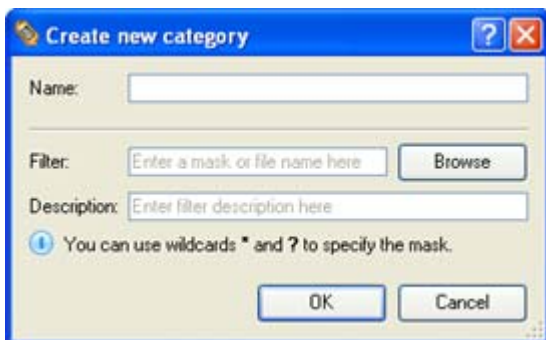 Create new category
Name:
Filter: Enter a mask or file name here Browse
Description: Enter filter description here
You can use wildcards * and ? to specify the mask.
OK Cancel